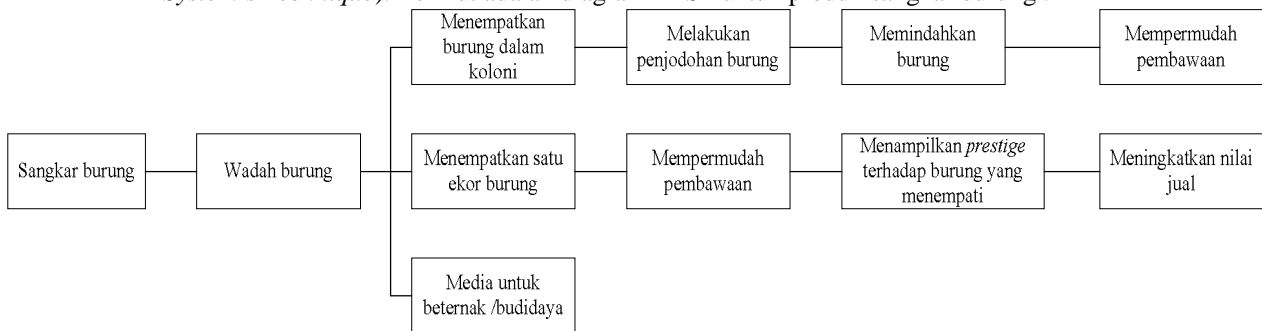 Menempatkan
burung dalam
koloni
Melakukan
penjodohan burung
Memindahkan
burung
Mempermudah
pembawaan
Sangkar burung
Wadah burung
Menempatkan satu
ekor burung
Mempermudah
pembawaan
Menampilkan prestige
terhadap burung yang
menempati
Meningkatkan nilai
jual
Media untuk
beternak /budidaya